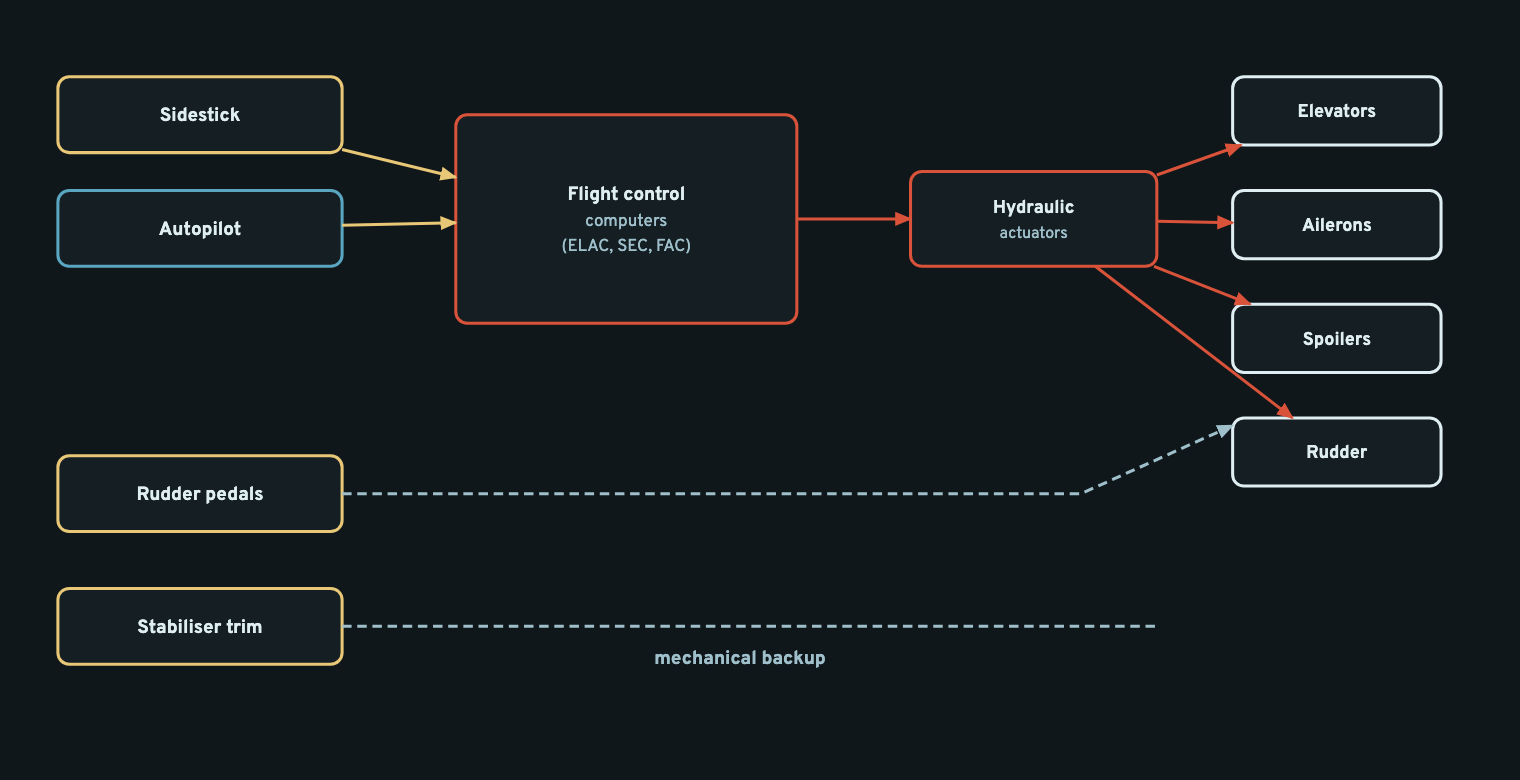 Sidestick
Autopilot
Flight control
computers
(ELAC, SEC, FAC)
Hydraulic
actuators
Elevators
Ailerons
Spoilers
Rudder
Rudder pedals
Stabiliser trim
mechanical backup